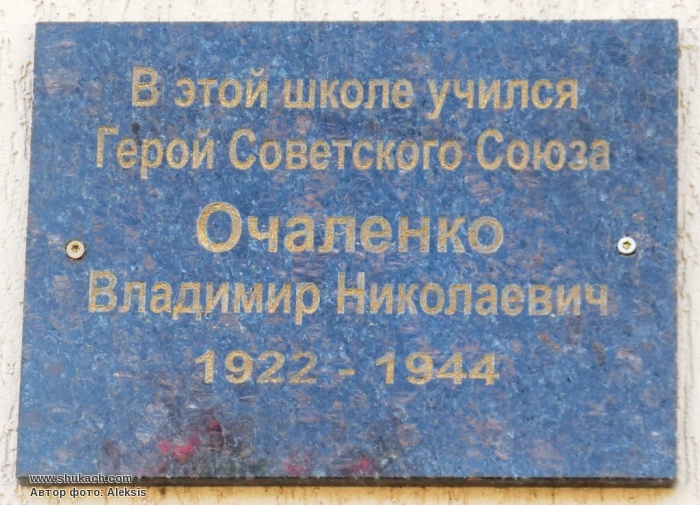 В этой школе учился
Герой Советского Союза
Очаленко
Владимир Николаевич
1922 - 1944
www.shukach.com
Автор фото: Aleksis